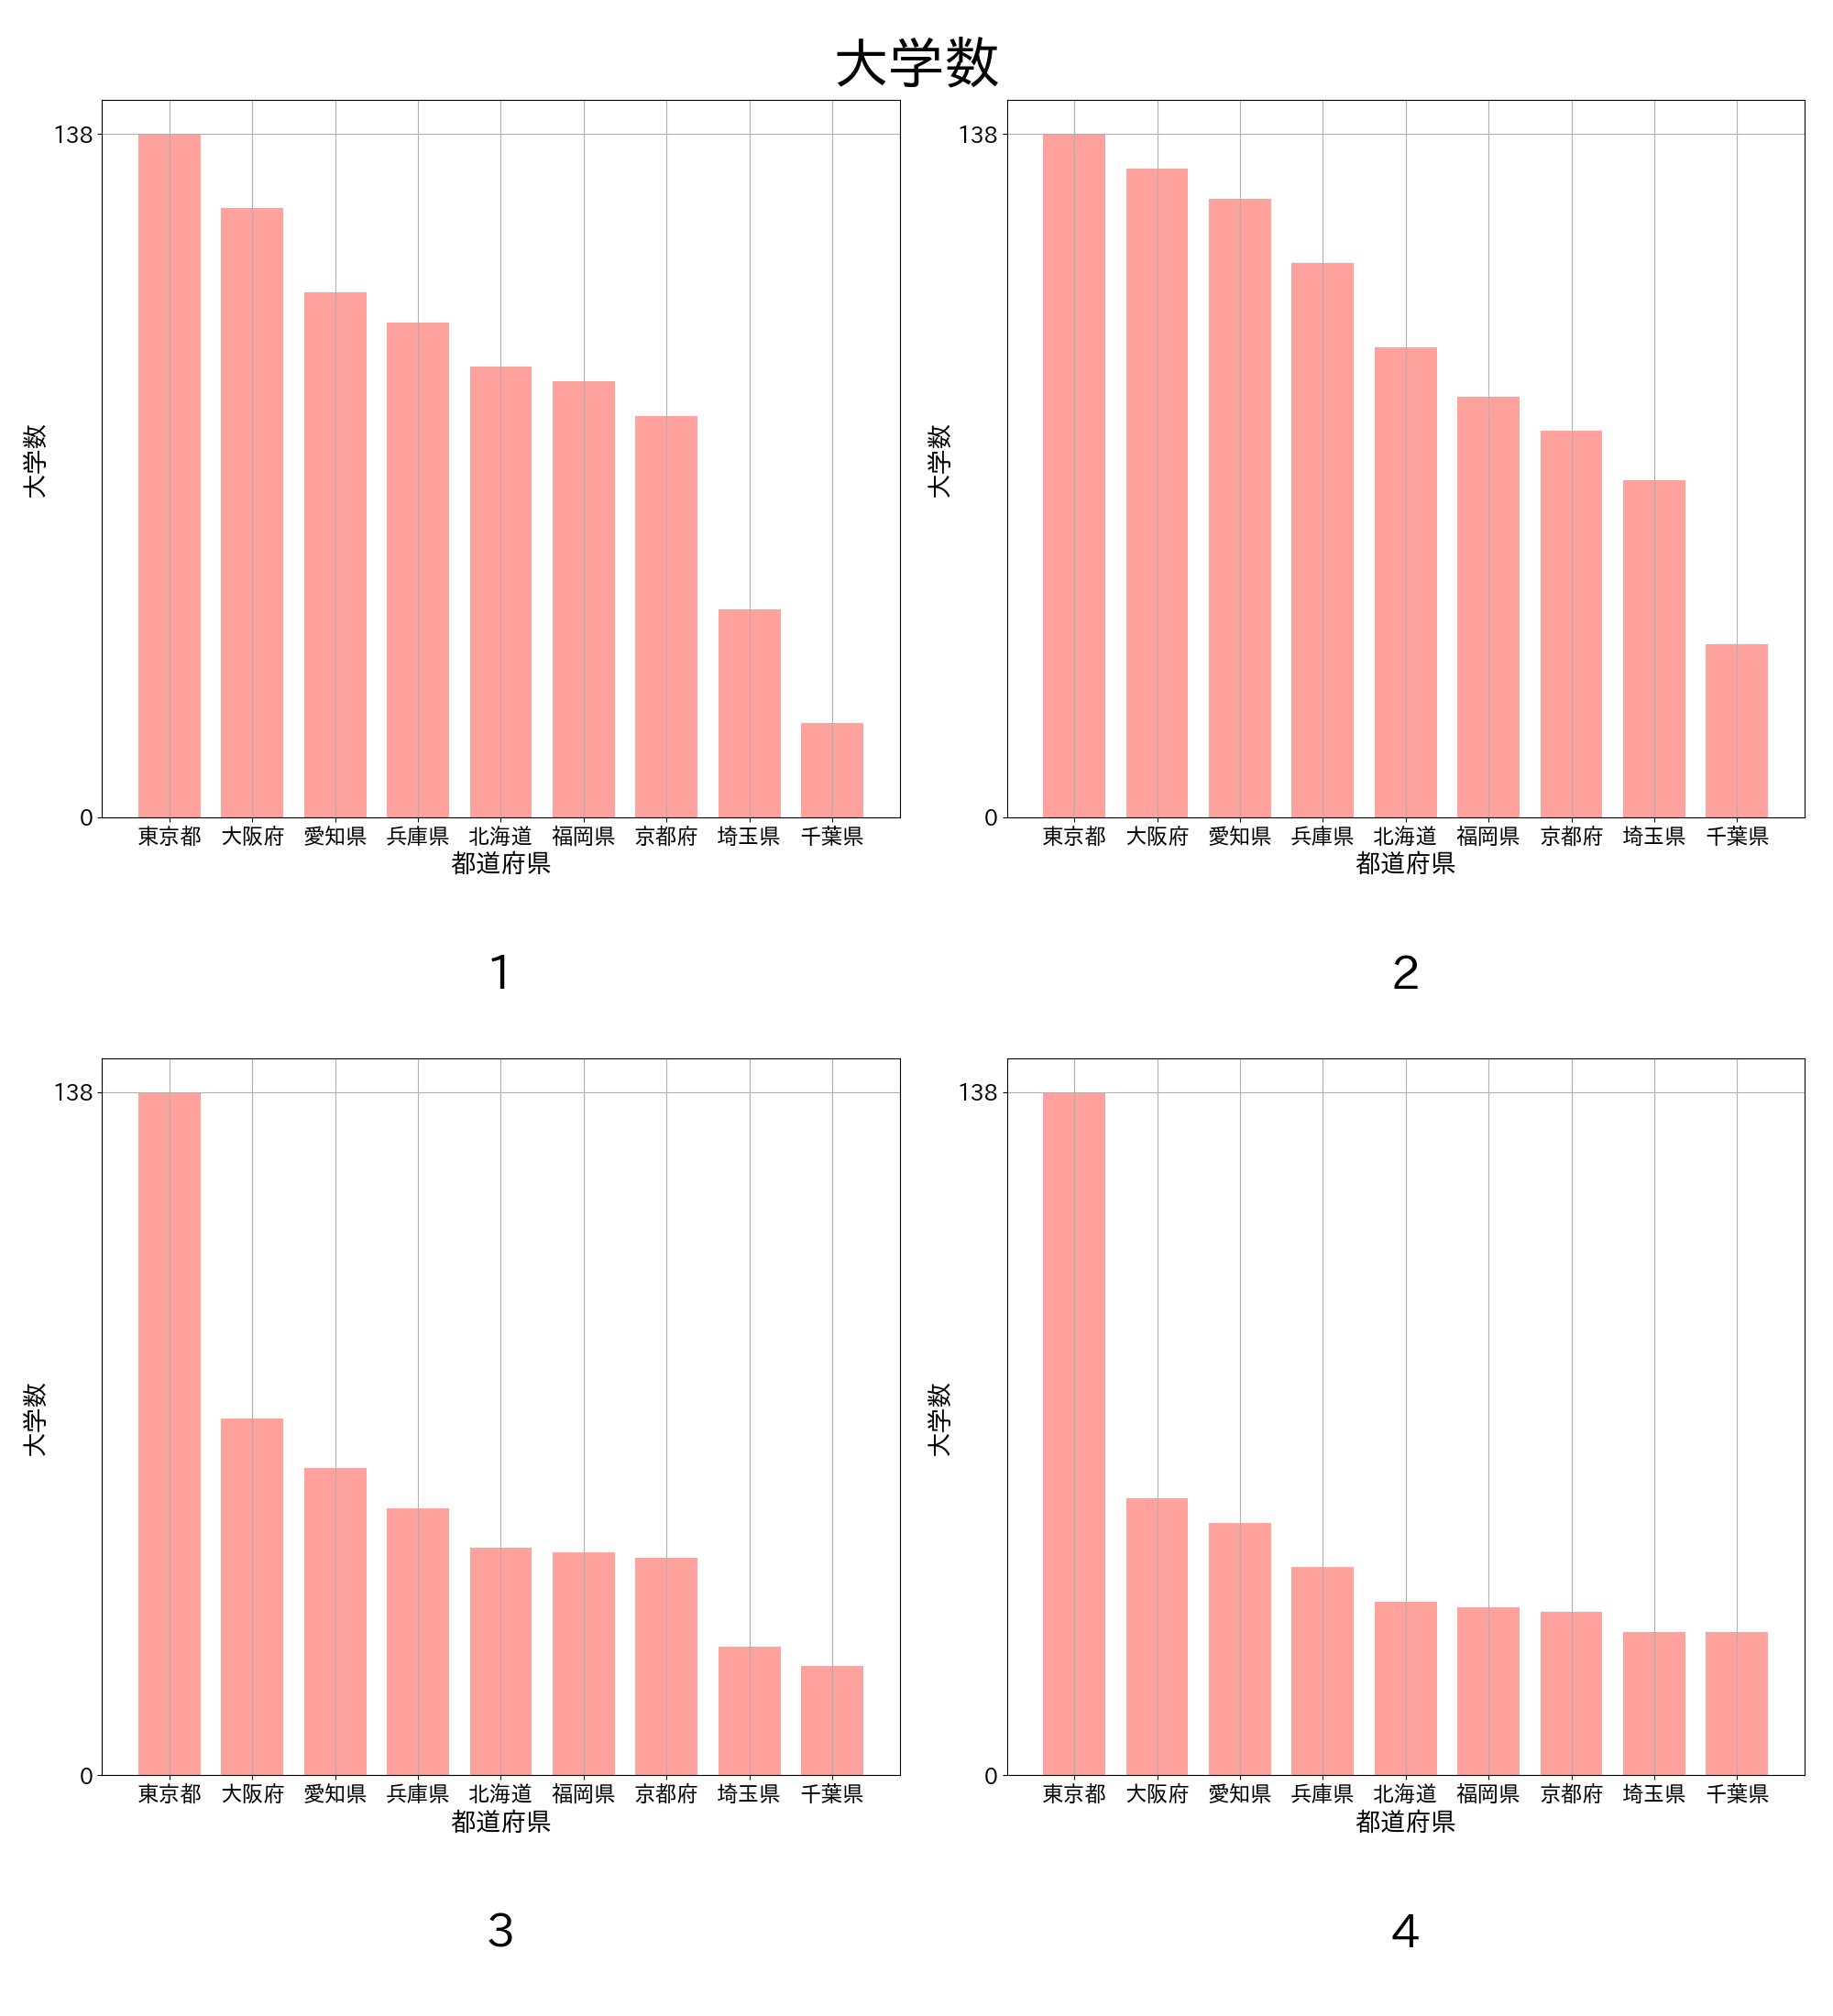 大学数
138
0
大学数
東京都 大阪府 愛知県 兵庫県 北海道 福岡県 京都府 埼玉県 千葉県
都道府県
1
138
0
大学数
東京都 大阪府 愛知県 兵庫県 北海道 福岡県 京都府 埼玉県 千葉県
都道府県
2
138
0
大学数
東京都 大阪府 愛知県 兵庫県 北海道 福岡県 京都府 埼玉県 千葉県
都道府県
3
138
0
大学数
東京都 大阪府 愛知県 兵庫県 北海道 福岡県 京都府 埼玉県 千葉県
都道府県
4